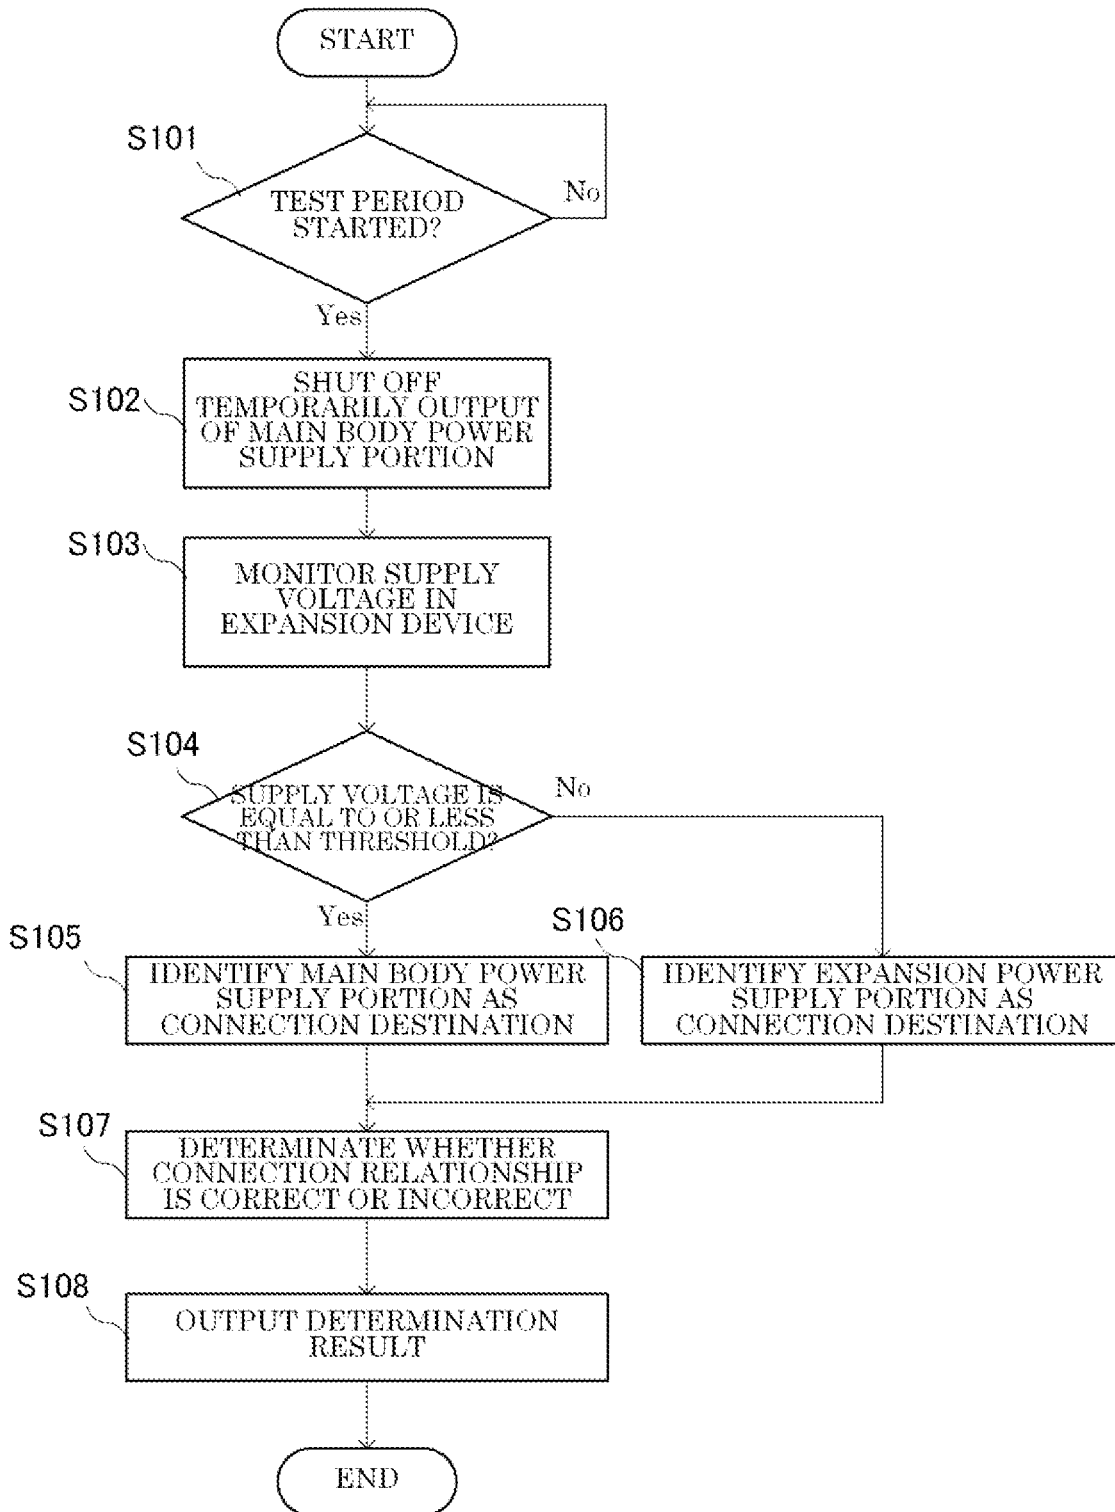 START
S101
TEST PERIOD
STARTED?
No
Yes
S102
SHUT OFF
TEMPORARILY OUTPUT
OF MAIN BODY POWER
SUPPLY PORTION
S103
MONITOR SUPPLY
VOLTAGE IN
EXPANSION DEVICE
S104
SUPPLY VOLTAGE IS
EQUAL TO OR LESS
THAN THRESHOLD?
No
Yes
S105
IDENTIFY MAIN BODY POWER
SUPPLY PORTION AS
CONNECTION DESTINATION
S106
IDENTIFY EXPANSION POWER
SUPPLY PORTION AS
CONNECTION DESTINATION
S107
DETERMINATE WHETHER
CONNECTION RELATIONSHIP
IS CORRECT OR INCORRECT
S108
OUTPUT DETERMINATION
RESULT
END